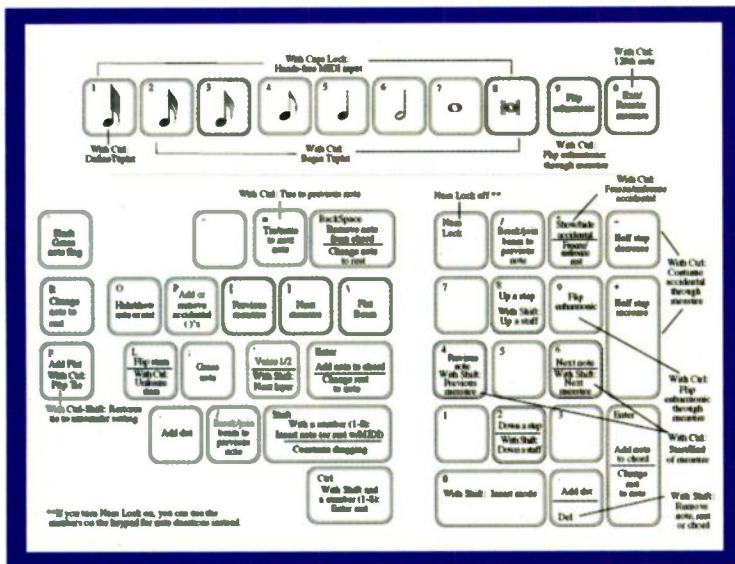 With Caps Lock:
Hands-free MIDI input
With Ctrl:
128th note
1
2
3
4
5
6
7
8
9
Flip
enharmonic
0
measure
With Ctrl:
Define Tuplet
With Ctrl:
Begin Tuplet
With Ctrl:
Flip enharmonic
through measure
With Ctrl: Tie to previous note
Num Lock off **
With Ctrl:
Freeze/unfreeze
accidental
Slash
Grace
note flag
=
Tie/untie
to next
note
BackSpace
Remove note
from chord
Change note
to rest
Num
Lock
/
Break/join
beam to
previous
note
*
Show/hide
accidental
rest
-
Half step
decrease
With Ctrl:
accidental
through
measure
R
Change
note to
rest
O
Hide/show
note or rest
P
Add or
remove
accidental
( )'s
[
Previous
measure
]
Next
measure
\
Flat
Beam
7
8
Up a step
With Shift:
Up a staff
9
Flip
enharmonic
+
Half step
increase
F
Add Flat
With Ctrl:
Flip Tie
L
Flip stem
With Ctrl:
stem
;
Grace
note
'
Voice 1/2
With Shift:
Next layer
Enter
Add note to chord
Change rest
to note
4
Previous
note
With Shift:
Previous
measure
5
6
Next note
With Shift:
Next
measure
With Ctrl:
Flip
enharmonic
through
measure
With Ctrl-Shift: Restore
tie to automatic setting
.
Add dot
/
Break/join
beam to
previous
note
Shift
With a number (1-8):
Insert note (or rest w/MIDI)
Constrain dragging
1
2
Down a step
With Shift:
Down a staff
3
Enter
Add note
to chord
Change
rest
to note
With Ctrl:
Start/End
of measure
Ctrl
With Shift and
a number (1-8):
Enter rest
0
With Shift: Insert mode
Add dot
Del
With Shift:
Remove
note, rest
or chord
**If you turn Num Lock on, you can use the
numbers on the keypad for note durations instead